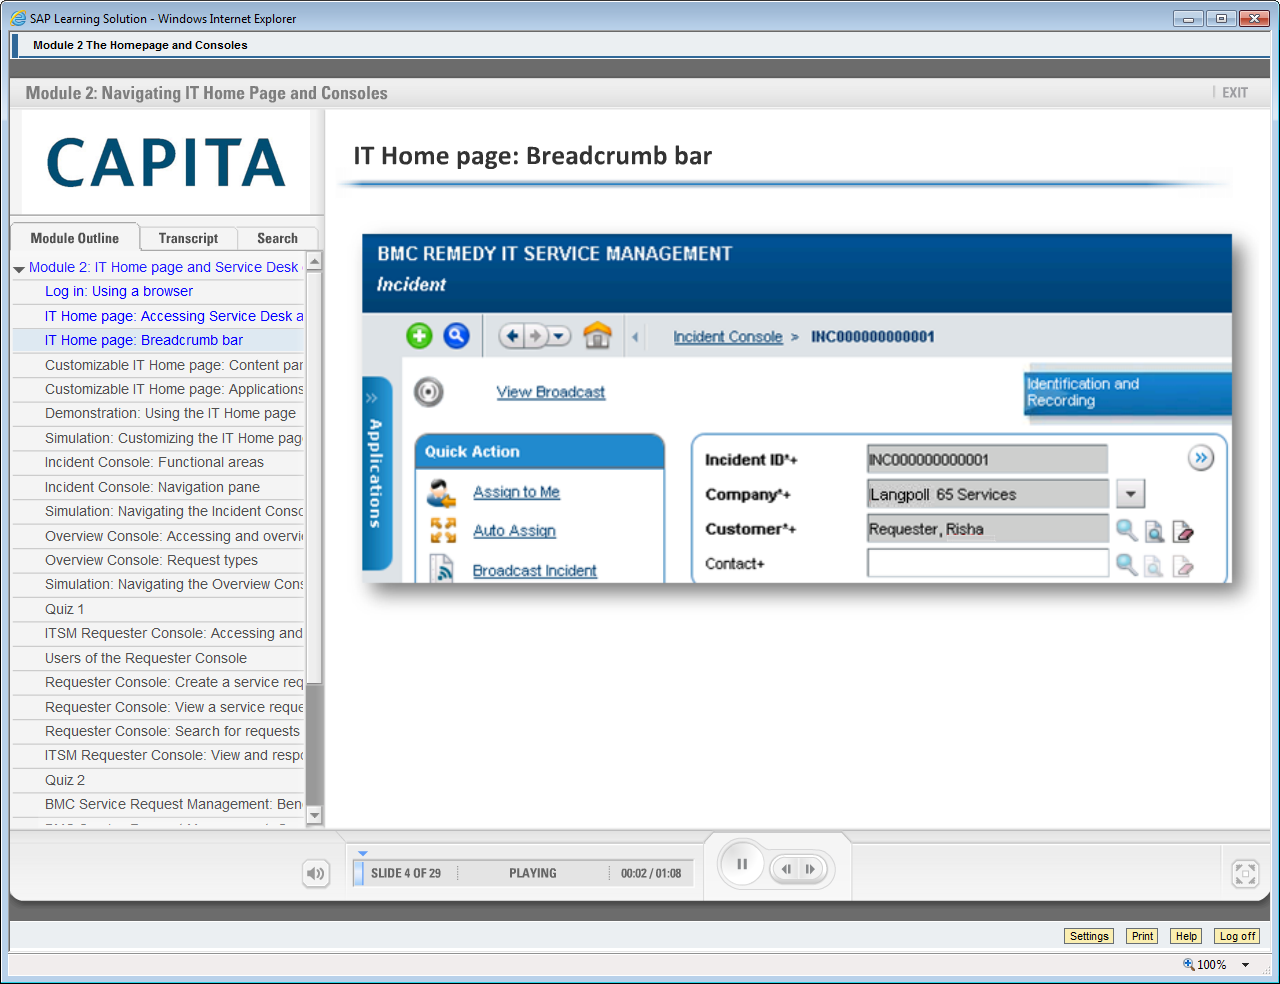 SAP Learning Solution - Windows Internet Explorer
Module 2 The Homepage and Consoles
Module 2: Navigating IT Home Page and Consoles
EXIT
CAPITA
Module Outline
Transcript
Search
Module 2: IT Home page and Service Desk
Log in: Using a browser
IT Home page: Accessing Service Desk a
IT Home page: Breadcrumb bar
Customizable IT Home page: Content pan
Customizable IT Home page: Applications
Demonstration: Using the IT Home page
Simulation: Customizing the IT Home pag
Incident Console: Functional areas
Incident Console: Navigation pane
Simulation: Navigating the Incident Conso
Overview Console: Accessing and overvi
Overview Console: Request types
Simulation: Navigating the Overview Cons
Quiz 1
ITSM Requester Console: Accessing and
Users of the Requester Console
Requester Console: Create a service req
Requester Console: View a service reque
Requester Console: Search for requests
ITSM Requester Console: View and respo
Quiz 2
BMC Service Request Management: Ben
IT Home page: Breadcrumb bar
BMC REMEDY IT SERVICE MANAGEMENT
Incident
Incident Console > INC000000000001
View Broadcast
Identification and
Recording
Applications
Quick Action
Assign to Me
Auto Assign
Broadcast Incident
Incident ID*+ INC000000000001
Company*+ Langpoll 65 Services
Customer*+ Requester, Risha
Contact+
SLIDE 4 OF 29 PLAYING 00:02 / 01:08
Settings Print Help Log off
100%